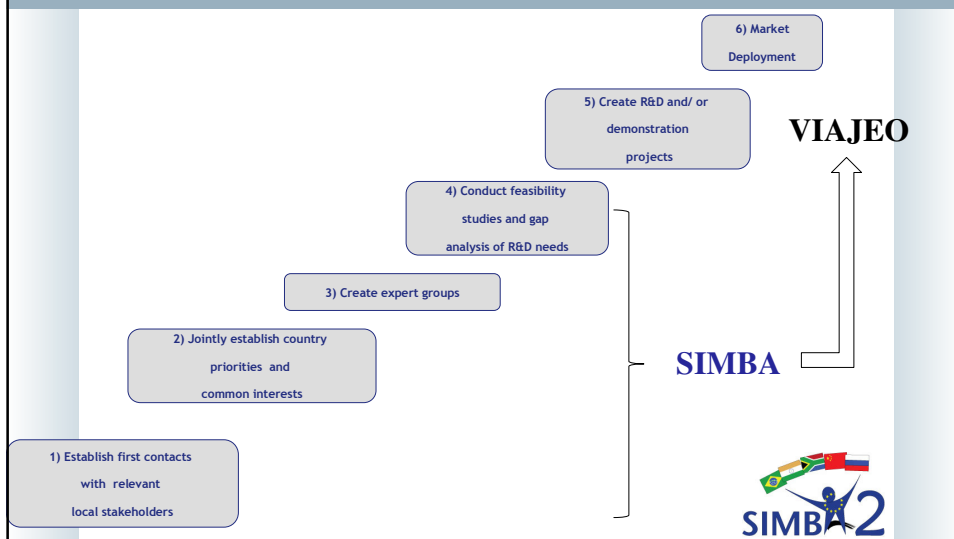 6) Market
Deployment
5) Create R&D and/ or
demonstration
projects
VIAJEO
4) Conduct feasibility
studies and gap
analysis of R&D needs
3) Create expert groups
2) Jointly establish country
priorities and
common interests
SIMBA
1) Establish first contacts
with relevant
local stakeholders
SIMBA 2